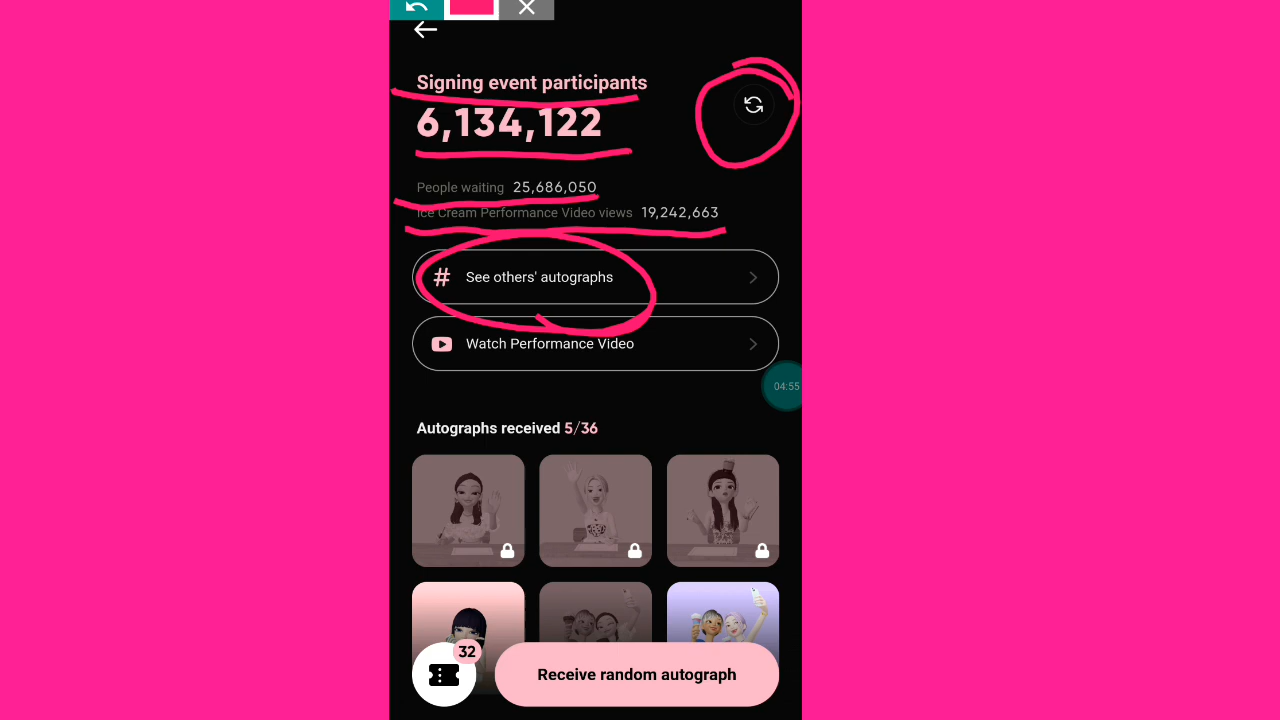 Signing event participants
6,134,122
People waiting 25,686,050
Ice Cream Performance Video views 19,242,663
# See others' autographs
Watch Performance Video
04:55
Autographs received 5/36
32
Receive random autograph